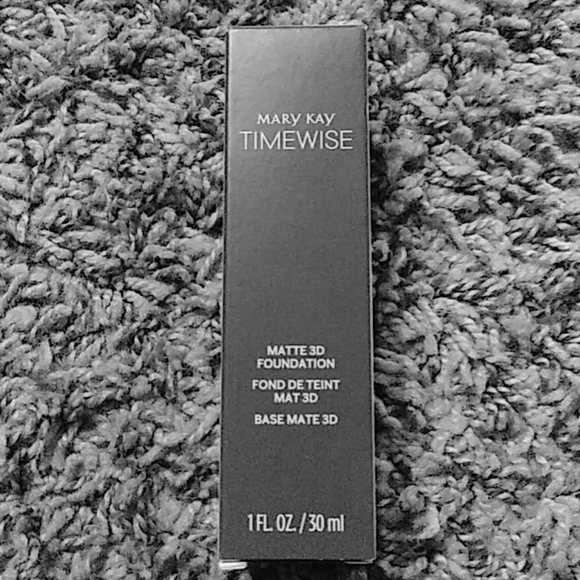 MARY KAY
TIMEWISE
MATTE 3D
FOUNDATION
FOND DE TEINT
MAT 3D
BASE MATE 3D
1 FL. OZ. / 30 ml